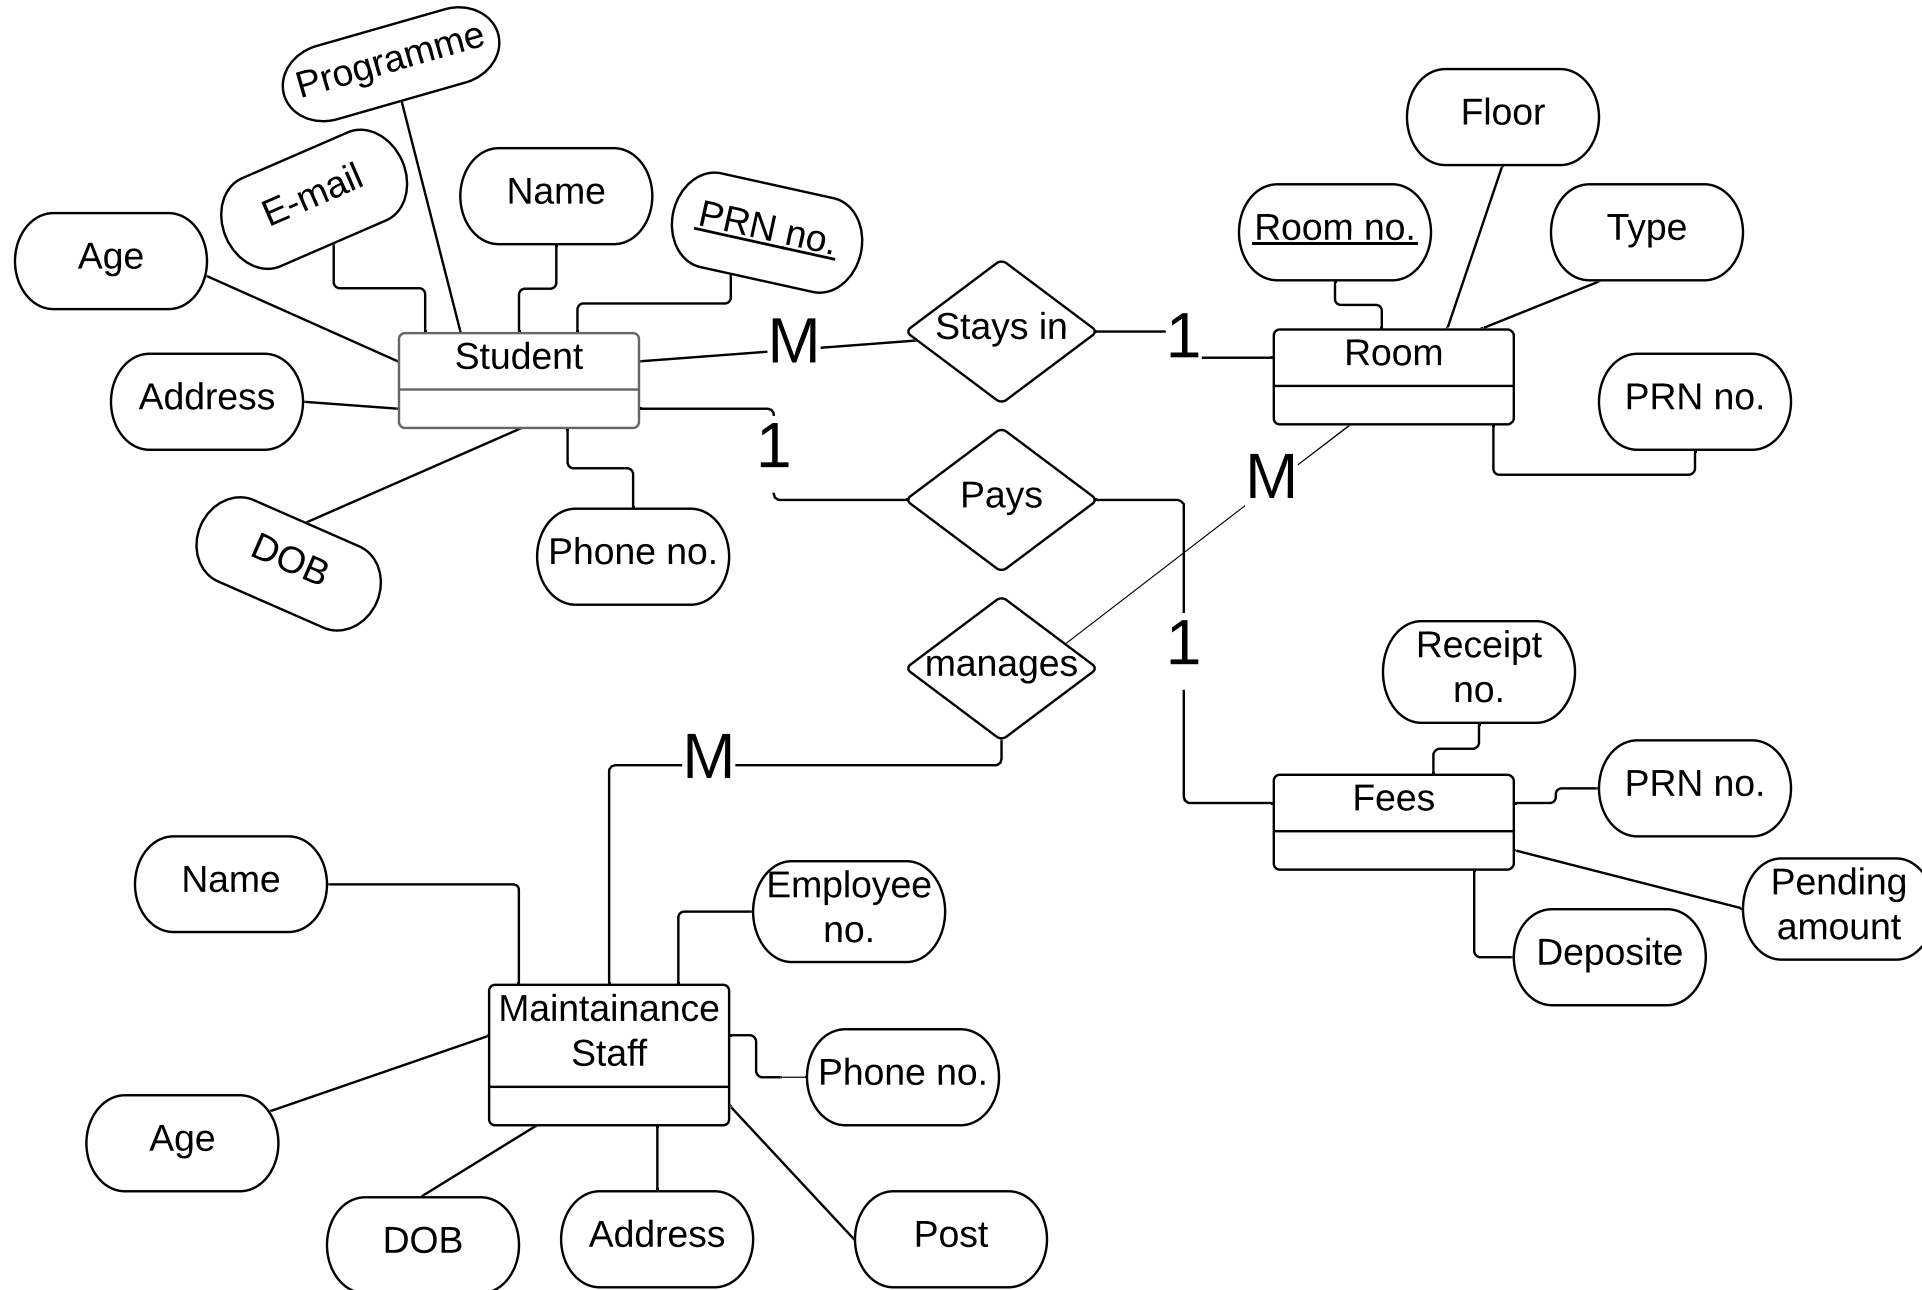 Programme
E-mail
Name
PRN no.
Age
Address
DOB
Phone no.
Student
M
Stays in
1
Floor
Room no.
Type
Room
PRN no.
1
Pays
M
1
manages
M
Receipt
no.
Fees
PRN no.
Pending
amount
Deposite
Name
Employee
no.
Maintainance
Staff
Phone no.
Age
DOB
Address
Post